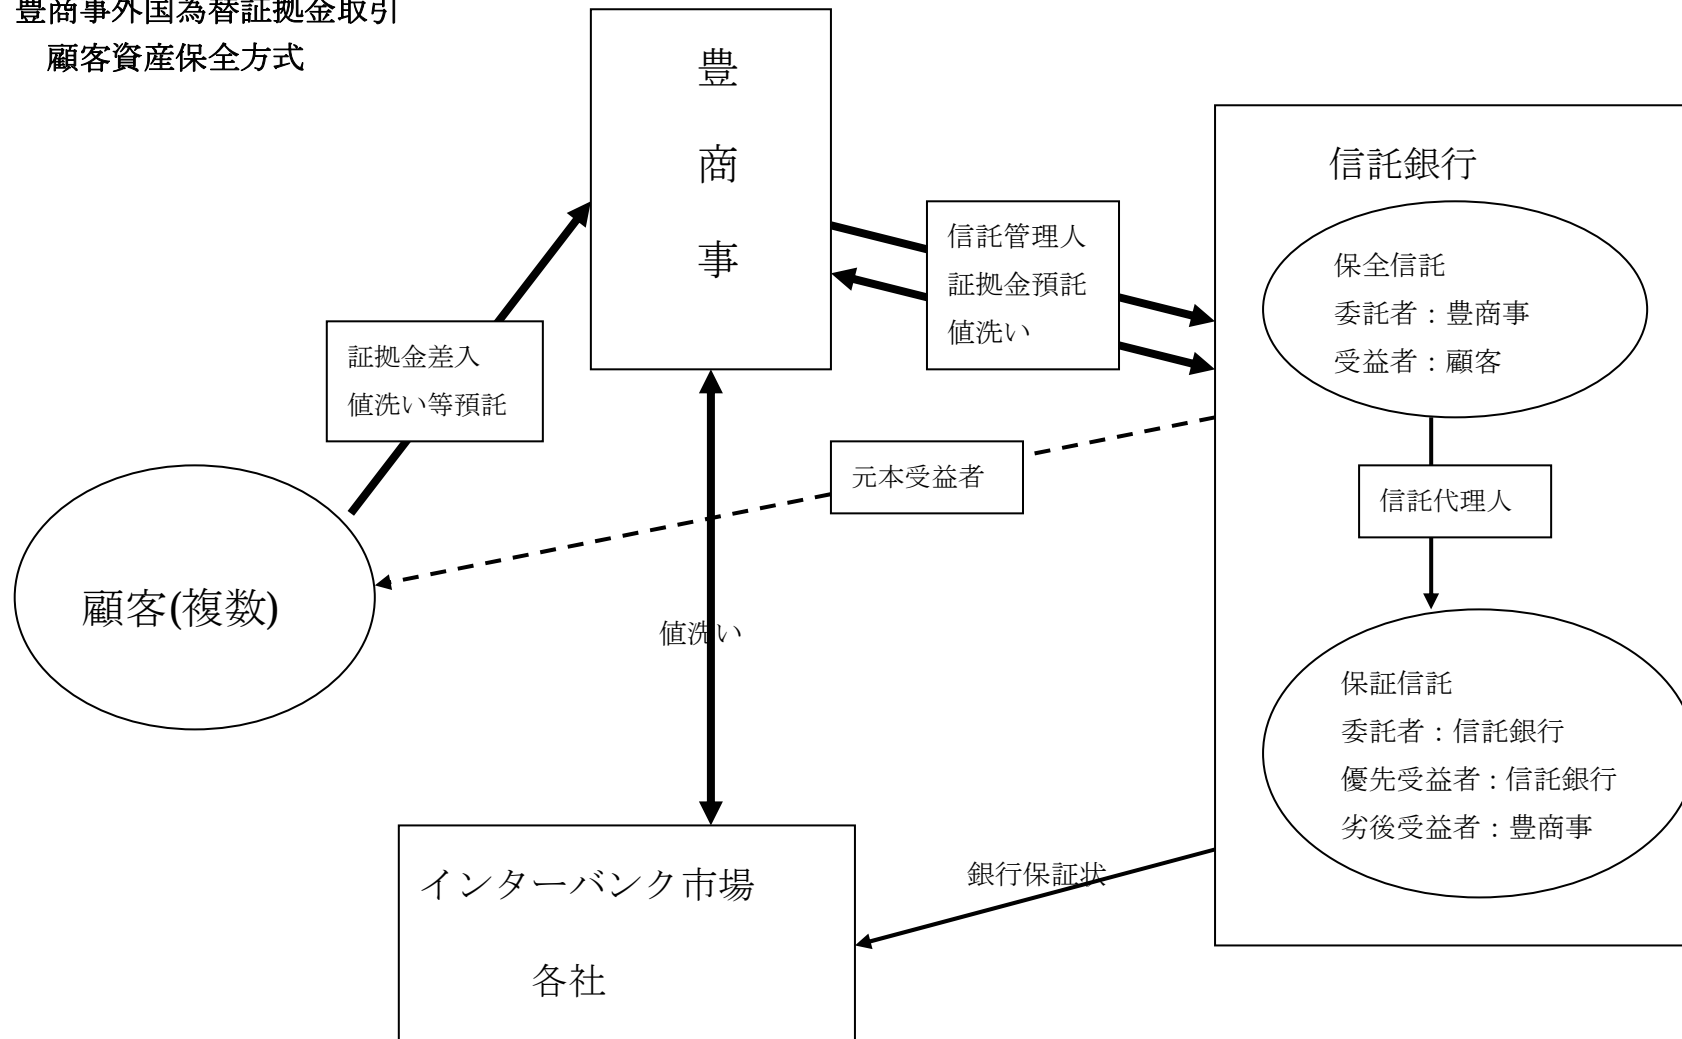 豊商事外国為替証拠金取引
顧客資産保全方式
豊
商
事
信託銀行
信託管理人
証拠金預託
値洗い
保全信託
委託者：豊商事
受益者：顧客
証拠金差入
値洗い等預託
元本受益者
信託代理人
顧客(複数)
値洗い
保証信託
委託者：信託銀行
優先受益者：信託銀行
劣後受益者：豊商事
銀行保証状
インターバンク市場
各社